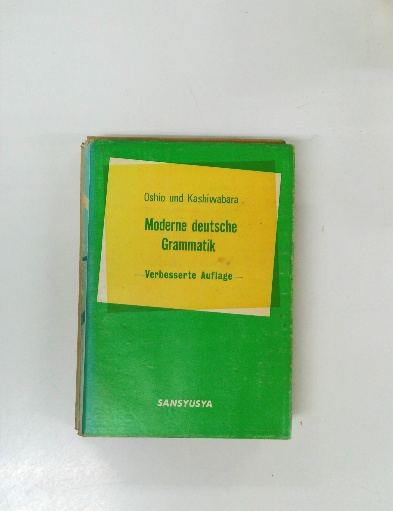 Oshio und Kashiwabara
Moderne deutsche
Grammatik
—Verbesserte Auflage—
SANSYUSYA